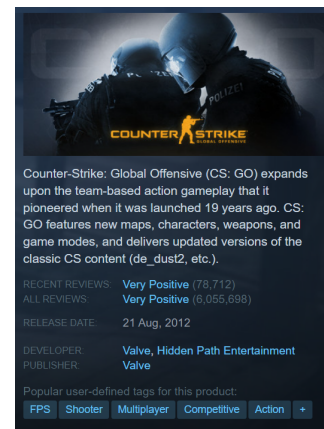 POLIZEI
COUNTER STRIKE
GLOBAL OFFENSIVE
Counter-Strike: Global Offensive (CS: GO) expands
upon the team-based action gameplay that it
pioneered when it was launched 19 years ago. CS:
GO features new maps, characters, weapons, and
game modes, and delivers updated versions of the
classic CS content (de_dust2, etc.).
RECENT REVIEWS: Very Positive (78,712)
ALL REVIEWS: Very Positive (6,055,698)
RELEASE DATE: 21 Aug, 2012
DEVELOPER: Valve, Hidden Path Entertainment
PUBLISHER: Valve
Popular user-defined tags for this product:
FPS Shooter Multiplayer Competitive Action +